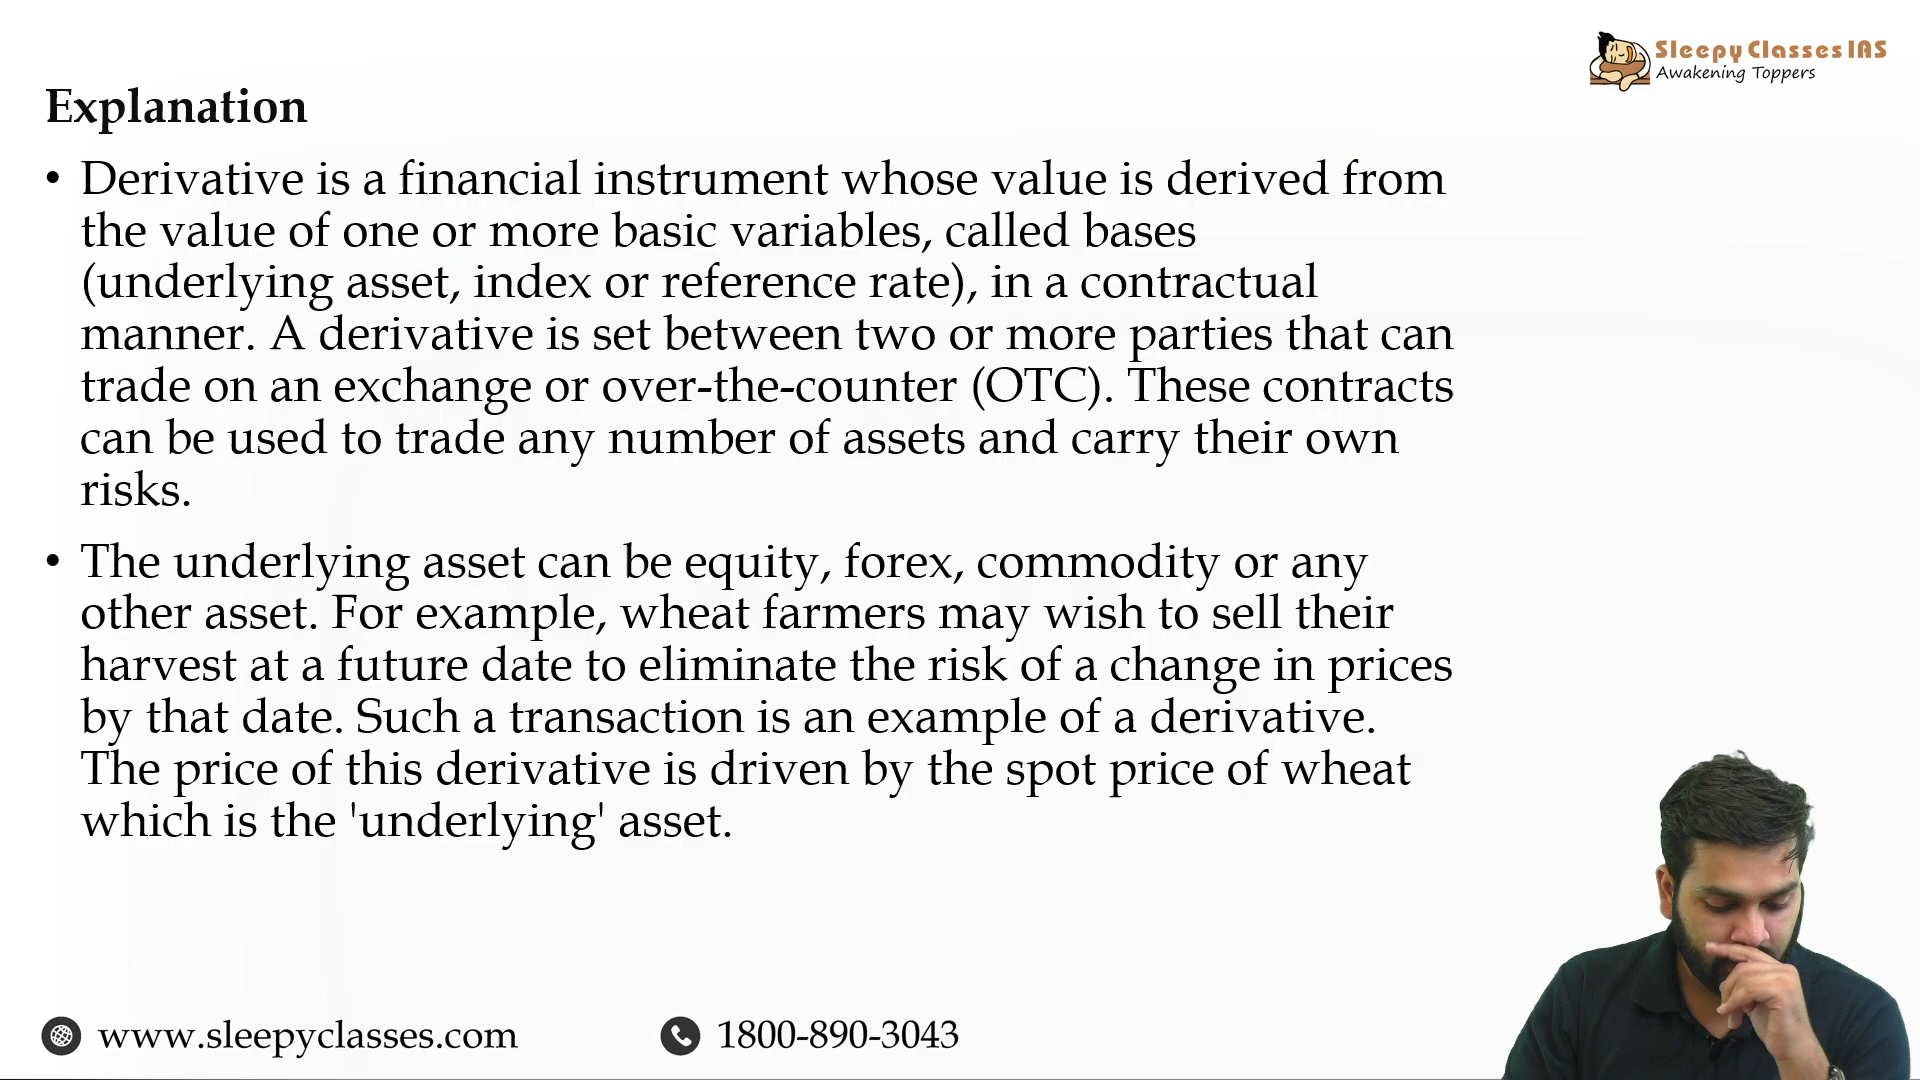 Sleepy Classes IAS
Awakening Toppers
Explanation
• Derivative is a financial instrument whose value is derived from
the value of one or more basic variables, called bases
(underlying asset, index or reference rate), in a contractual
manner. A derivative is set between two or more parties that can
trade on an exchange or over-the-counter (OTC). These contracts
can be used to trade any number of assets and carry their own
risks.
• The underlying asset can be equity, forex, commodity or any
other asset. For example, wheat farmers may wish to sell their
harvest at a future date to eliminate the risk of a change in prices
by that date. Such a transaction is an example of a derivative.
The price of this derivative is driven by the spot price of wheat
which is the 'underlying' asset.
www.sleepyclasses.com
1800-890-3043